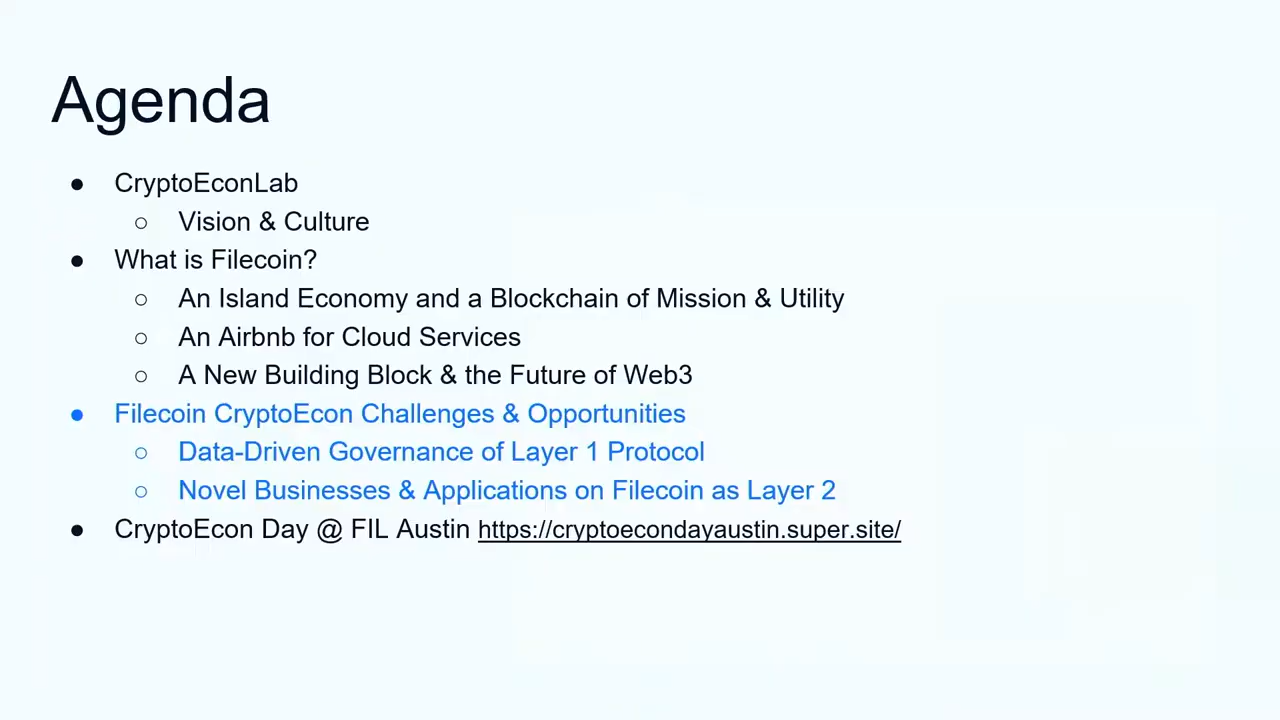 Agenda
● CryptoEconLab
○ Vision & Culture
● What is Filecoin?
○ An Island Economy and a Blockchain of Mission & Utility
○ An Airbnb for Cloud Services
○ A New Building Block & the Future of Web3
● Filecoin CryptoEcon Challenges & Opportunities
○ Data-Driven Governance of Layer 1 Protocol
○ Novel Businesses & Applications on Filecoin as Layer 2
● CryptoEcon Day @ FIL Austin https://cryptoecondayaustin.super.site/